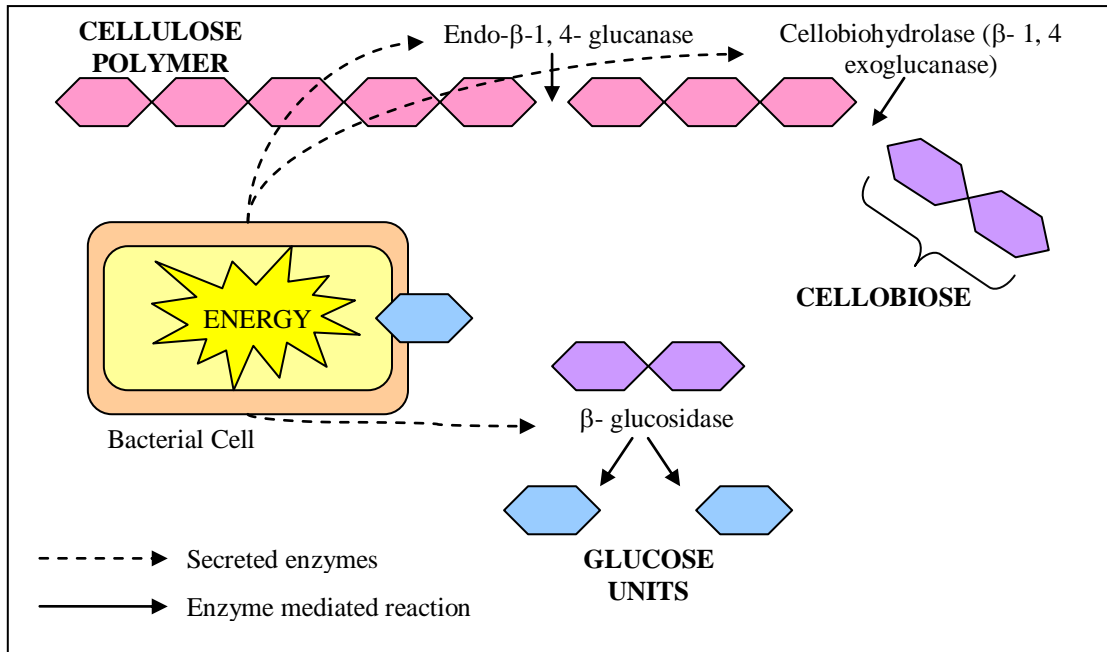 CELLULOSE
POLYMER
Endo-β-1, 4- glucanase
Cellobiohydrolase (β- 1, 4
exoglucanase)
CELLOBIOSE
ENERGY
Bacterial Cell
β- glucosidase
GLUCOSE
UNITS
Secreted enzymes
Enzyme mediated reaction